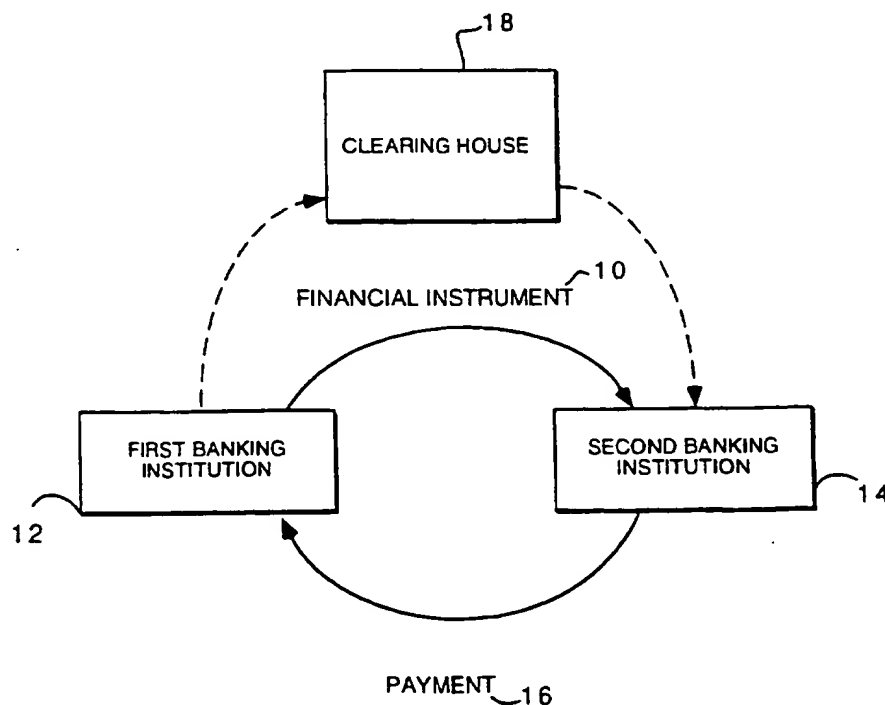 18
CLEARING HOUSE
FINANCIAL INSTRUMENT 10
FIRST BANKING
INSTITUTION
12
SECOND BANKING
INSTITUTION
14
PAYMENT 16